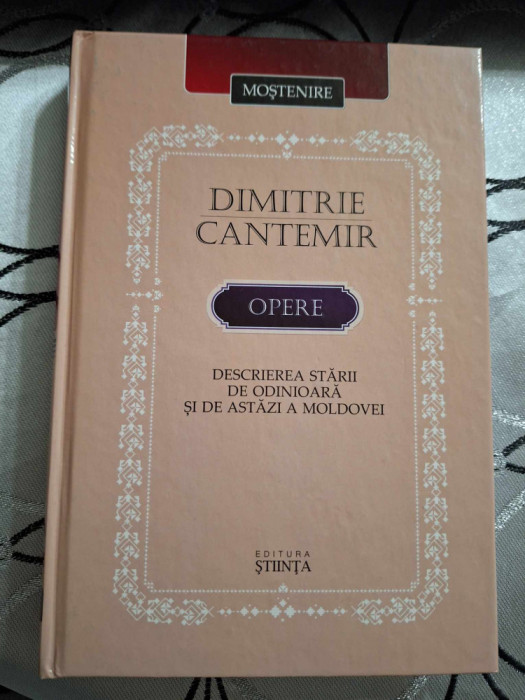 MOŞTENIRE
DIMITRIE
CANTEMIR
OPERE
DESCRIEREA STĂRII
DE ODINIOARĂ
ŞI DE ASTĂZI A MOLDOVEI
EDITURA
ŞTIINŢA